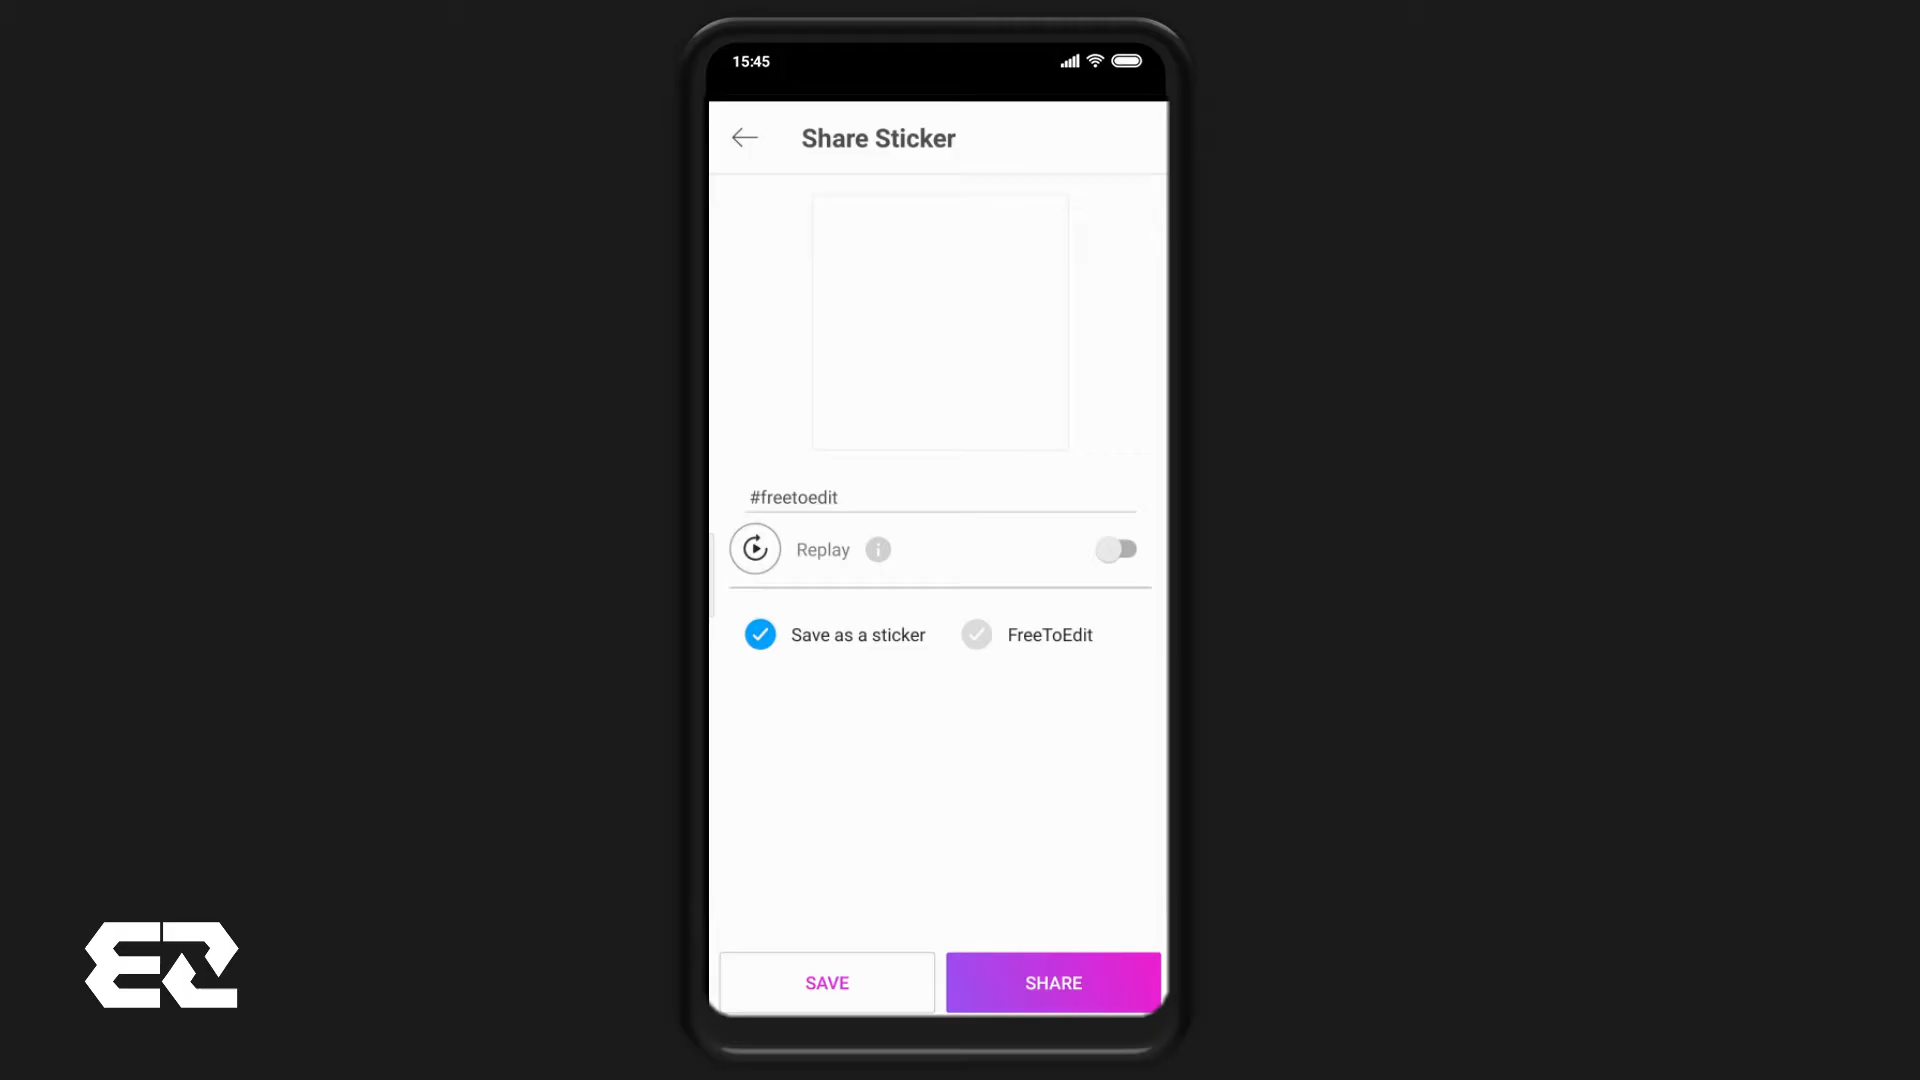 15:45
Share Sticker
#freetoedit
Replay
Save as a sticker
FreeToEdit
SAVE
SHARE